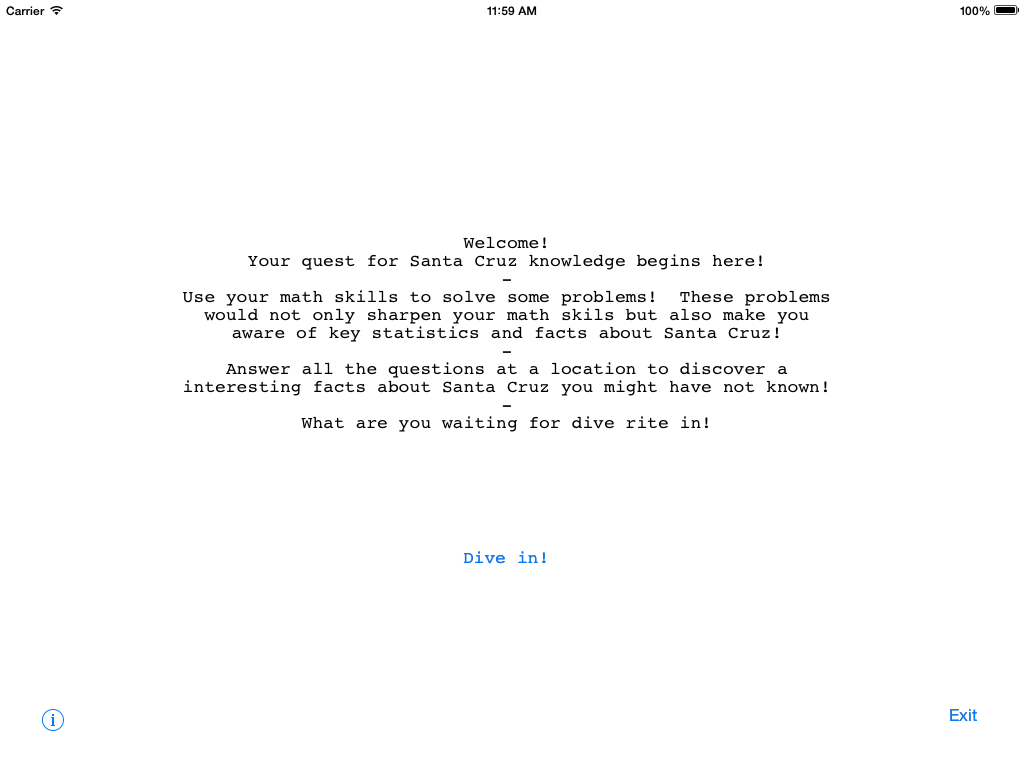 Carrier 11:59 AM 100%
Welcome!
Your quest for Santa Cruz knowledge begins here!
-
Use your math skills to solve some problems!  These problems
would not only sharpen your math skils but also make you
aware of key statistics and facts about Santa Cruz!
-
Answer all the questions at a location to discover a
interesting facts about Santa Cruz you might have not known!
-
What are you waiting for dive rite in!
Dive in!
i
Exit